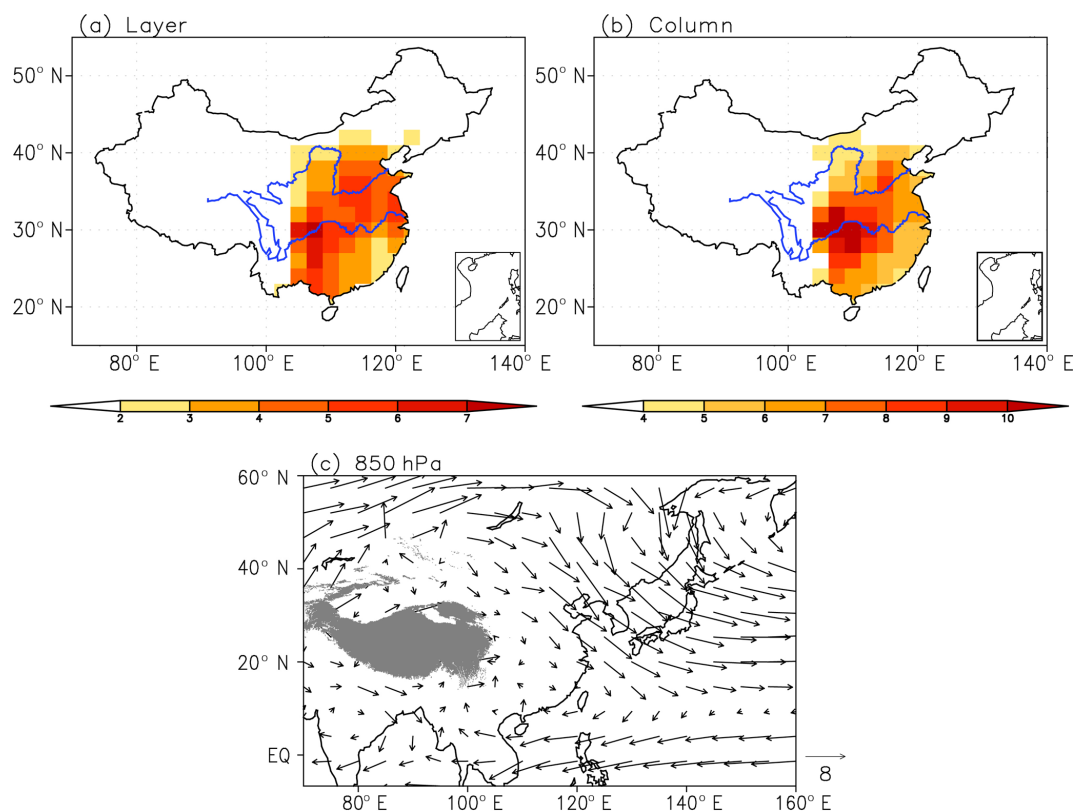 (a) Layer
(b) Column
50° N
40° N
30° N
20° N
80° E
100° E
120° E
140° E
50° N
40° N
30° N
20° N
80° E
100° E
120° E
140° E
2 3 4 5 6 7
4 5 6 7 8 9 10
(c) 850 hPa
60° N
40° N
20° N
EQ
80° E
100° E
120° E
140° E
160° E
8